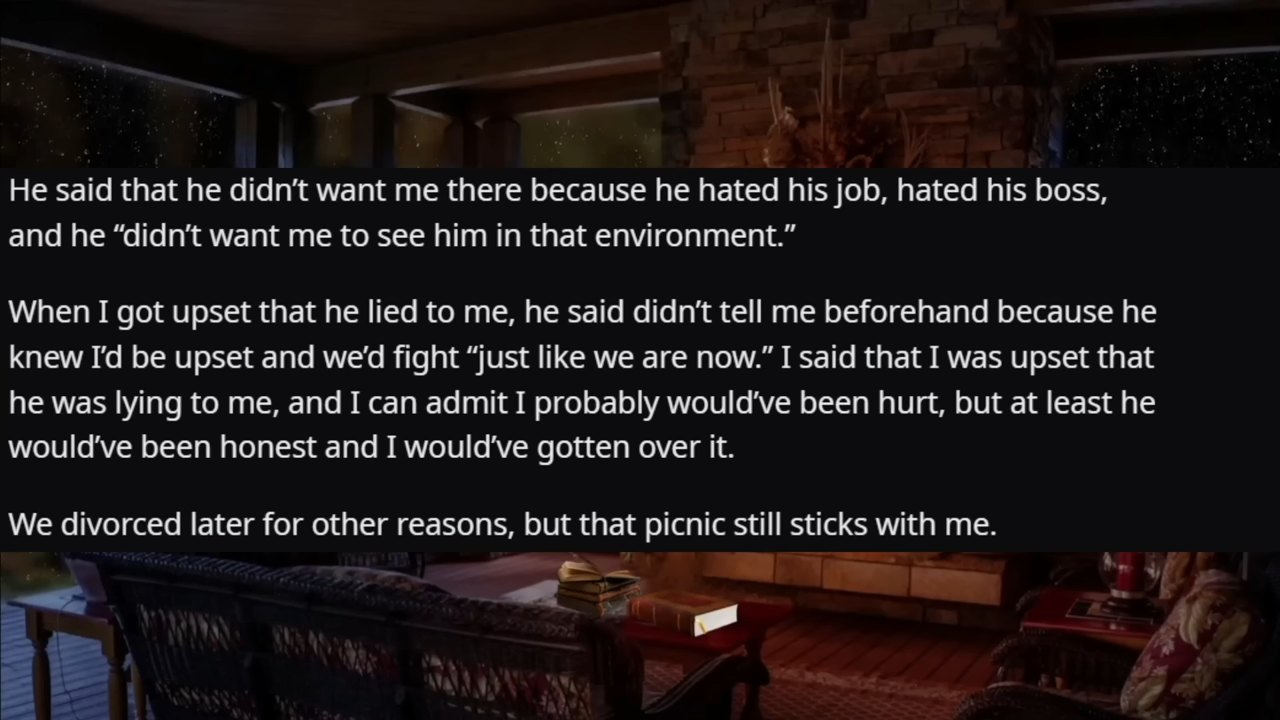 He said that he didn’t want me there because he hated his job, hated his boss,
and he “didn’t want me to see him in that environment.”
When I got upset that he lied to me, he said didn’t tell me beforehand because he
knew I’d be upset and we’d fight “just like we are now.” I said that I was upset that
he was lying to me, and I can admit I probably would’ve been hurt, but at least he
would’ve been honest and I would’ve gotten over it.
We divorced later for other reasons, but that picnic still sticks with me.